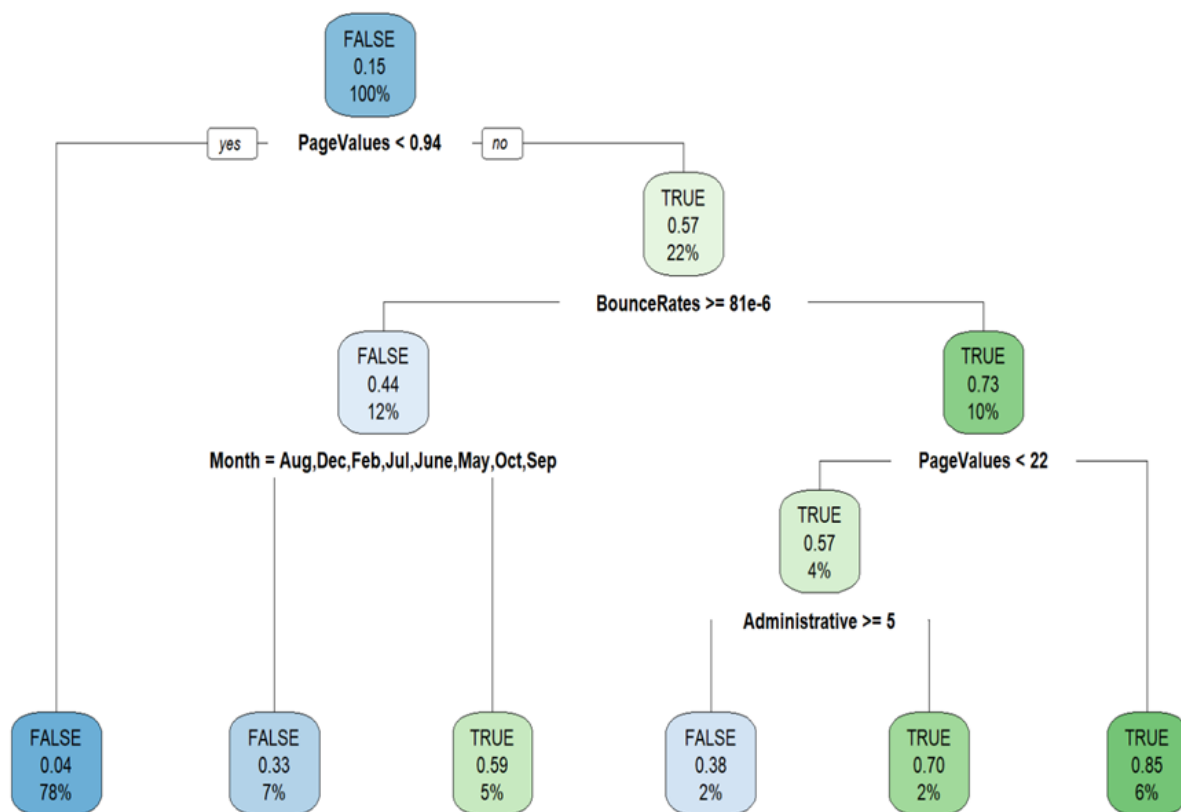 FALSE
0.15
100%
yes
PageValues < 0.94
no
TRUE
0.57
22%
BounceRates >= 81e-6
FALSE
0.44
12%
TRUE
0.73
10%
Month = Aug,Dec,Feb,Jul,June,May,Oct,Sep
PageValues < 22
TRUE
0.57
4%
Administrative >= 5
FALSE
0.04
78%
FALSE
0.33
7%
TRUE
0.59
5%
FALSE
0.38
2%
TRUE
0.70
2%
TRUE
0.85
6%